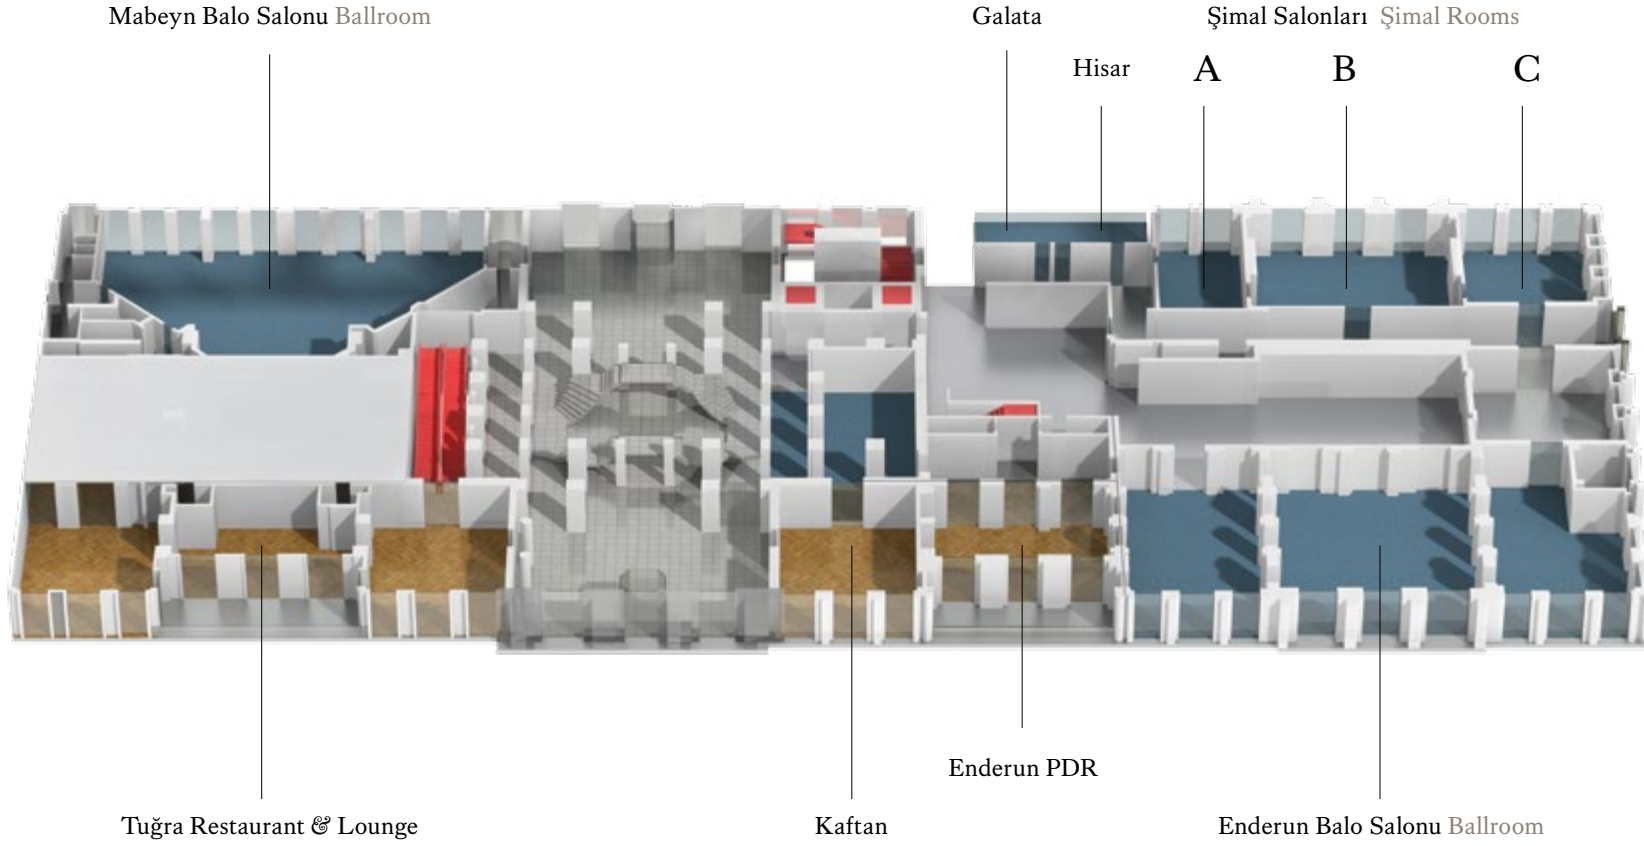 Mabeyn Balo Salonu Ballroom
Galata
Şimal Salonları Şimal Rooms
Hisar
A
B
C
Enderun PDR
Tuğra Restaurant & Lounge
Kaftan
Enderun Balo Salonu Ballroom